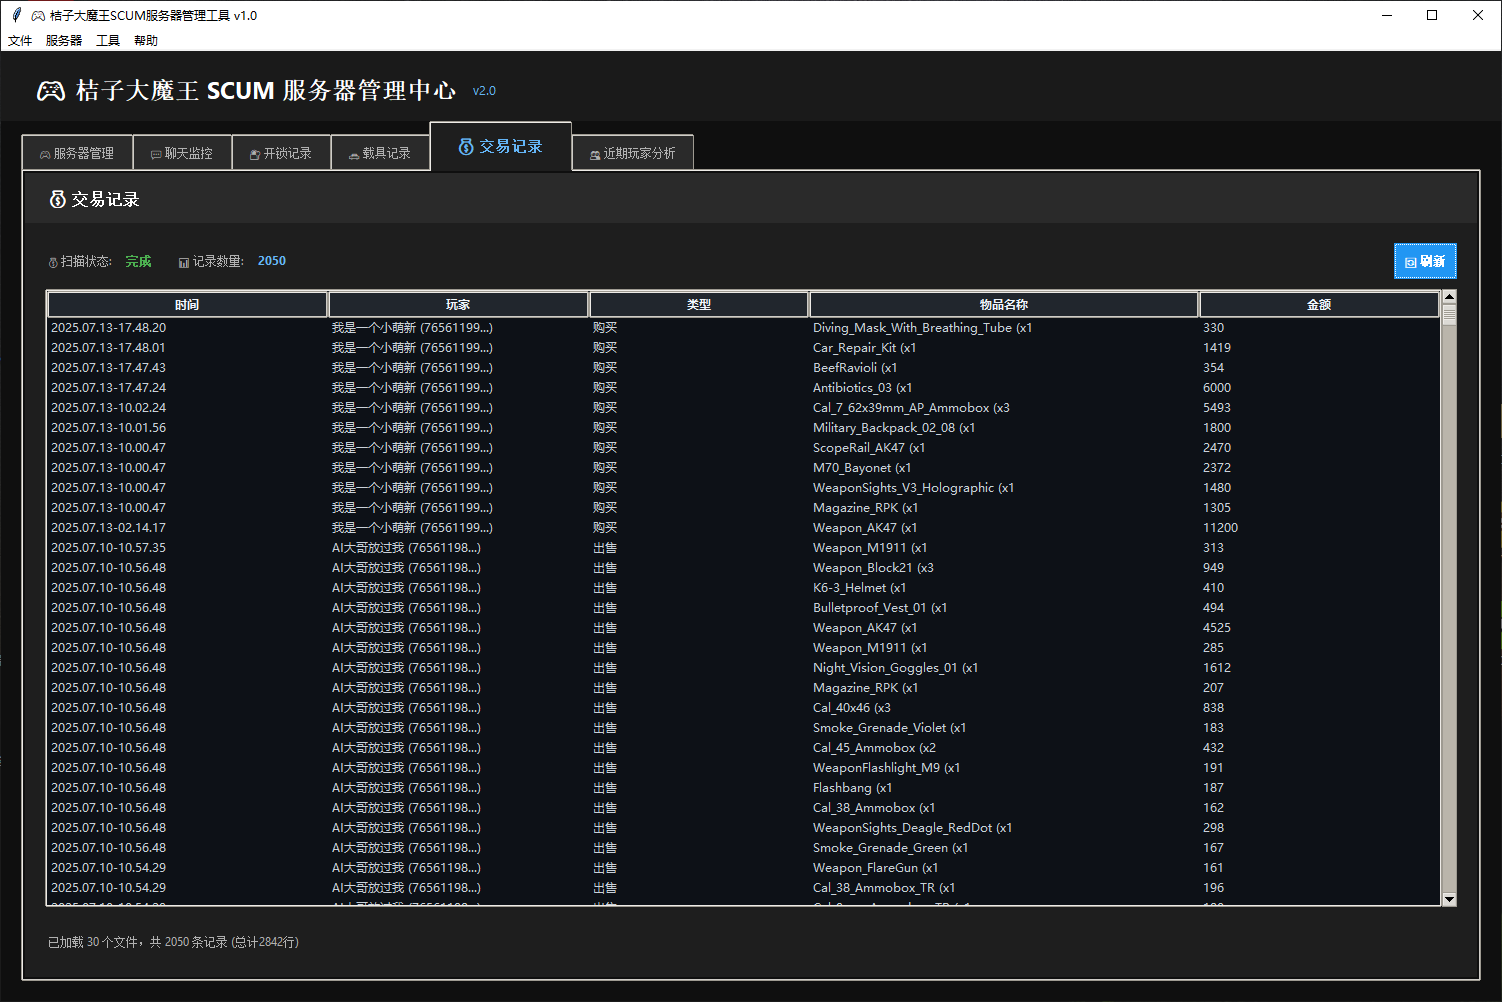 桔子大魔王SCUM服务器管理工具 v1.0
文件 服务器 工具 帮助
桔子大魔王 SCUM 服务器管理中心 v2.0
服务器管理 聊天监控 开锁记录 载具记录 交易记录 近期玩家分析
交易记录
扫描状态: 完成 记录数量: 2050 刷新
时间 玩家 类型 物品名称 金额
2025.07.13-17.48.20 我是一个小萌新 (76561199...) 购买 Diving_Mask_With_Breathing_Tube (x1 330
2025.07.13-17.48.01 我是一个小萌新 (76561199...) 购买 Car_Repair_Kit (x1 1419
2025.07.13-17.47.43 我是一个小萌新 (76561199...) 购买 BeefRavioli (x1 354
2025.07.13-17.47.24 我是一个小萌新 (76561199...) 购买 Antibiotics_03 (x1 6000
2025.07.13-10.02.24 我是一个小萌新 (76561199...) 购买 Cal_7_62x39mm_AP_Ammobox (x3 5493
2025.07.13-10.01.56 我是一个小萌新 (76561199...) 购买 Military_Backpack_02_08 (x1 1800
2025.07.13-10.00.47 我是一个小萌新 (76561199...) 购买 ScopeRail_AK47 (x1 2470
2025.07.13-10.00.47 我是一个小萌新 (76561199...) 购买 M70_Bayonet (x1 2372
2025.07.13-10.00.47 我是一个小萌新 (76561199...) 购买 WeaponSights_V3_Holographic (x1 1480
2025.07.13-10.00.47 我是一个小萌新 (76561199...) 购买 Magazine_RPK (x1 1305
2025.07.13-02.14.17 我是一个小萌新 (76561199...) 购买 Weapon_AK47 (x1 11200
2025.07.10-10.57.35 AI大哥放过我 (76561198...) 出售 Weapon_M1911 (x1 313
2025.07.10-10.56.48 AI大哥放过我 (76561198...) 出售 Weapon_Block21 (x3 949
2025.07.10-10.56.48 AI大哥放过我 (76561198...) 出售 K6-3_Helmet (x1 410
2025.07.10-10.56.48 AI大哥放过我 (76561198...) 出售 Bulletproof_Vest_01 (x1 494
2025.07.10-10.56.48 AI大哥放过我 (76561198...) 出售 Weapon_AK47 (x1 4525
2025.07.10-10.56.48 AI大哥放过我 (76561198...) 出售 Weapon_M1911 (x1 285
2025.07.10-10.56.48 AI大哥放过我 (76561198...) 出售 Night_Vision_Goggles_01 (x1 1612
2025.07.10-10.56.48 AI大哥放过我 (76561198...) 出售 Magazine_RPK (x1 207
2025.07.10-10.56.48 AI大哥放过我 (76561198...) 出售 Cal_40x46 (x3 838
2025.07.10-10.56.48 AI大哥放过我 (76561198...) 出售 Smoke_Grenade_Violet (x1 183
2025.07.10-10.56.48 AI大哥放过我 (76561198...) 出售 Cal_45_Ammobox (x2 432
2025.07.10-10.56.48 AI大哥放过我 (76561198...) 出售 WeaponFlashlight_M9 (x1 191
2025.07.10-10.56.48 AI大哥放过我 (76561198...) 出售 Flashbang (x1 187
2025.07.10-10.56.48 AI大哥放过我 (76561198...) 出售 Cal_38_Ammobox (x1 162
2025.07.10-10.56.48 AI大哥放过我 (76561198...) 出售 WeaponSights_Deagle_RedDot (x1 298
2025.07.10-10.56.48 AI大哥放过我 (76561198...) 出售 Smoke_Grenade_Green (x1 167
2025.07.10-10.54.29 AI大哥放过我 (76561198...) 出售 Weapon_FlareGun (x1 161
2025.07.10-10.54.29 AI大哥放过我 (76561198...) 出售 Cal_38_Ammobox_TR (x1 196
已加载 30 个文件，共 2050 条记录 (总计2842行)